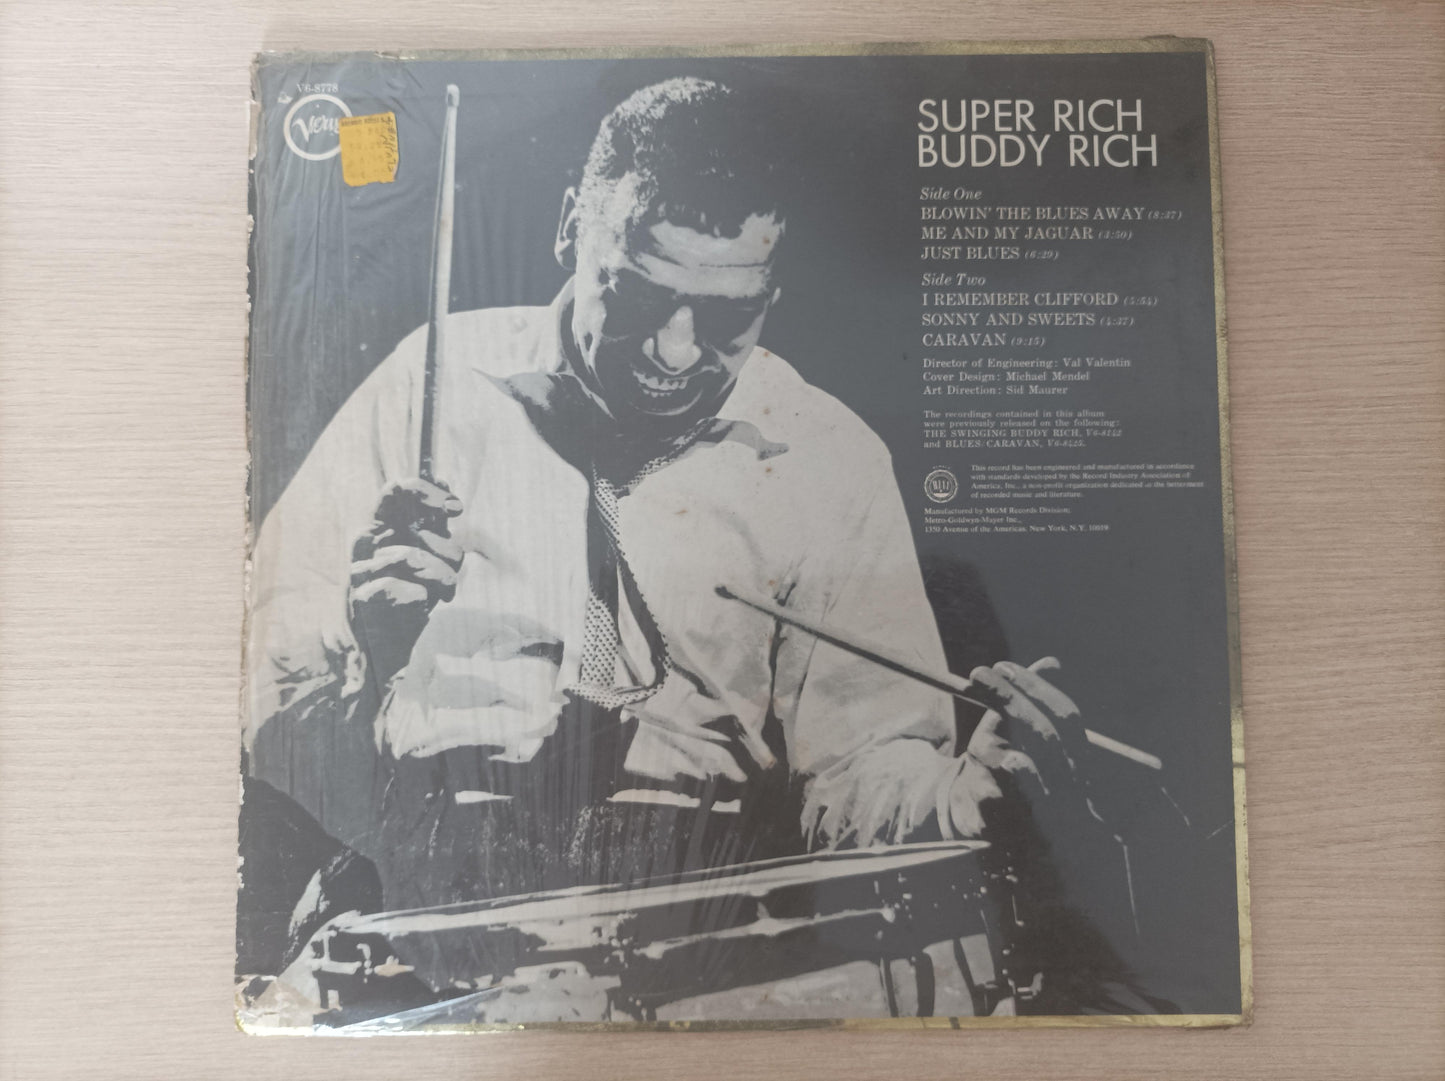 V6-8778
SUPER RICH
BUDDY RICH
Side One
BLOWIN' THE BLUES AWAY (8:37)
ME AND MY JAGUAR (3:50)
JUST BLUES (6:29)
Side Two
I REMEMBER CLIFFORD (5:54)
SONNY AND SWEETS (4:37)
CARAVAN (9:15)
Director of Engineering: Val Valentin
Cover Design: Michael Mendel
Art Direction: Sid Maurer
The recordings contained in this album
were previously released on the following:
THE SWINGING BUDDY RICH, V6-8142
and BLUES CARAVAN, V6-8425.
This record has been engineered and manufactured in accordance
with standards developed by the Record Industry Association of
America, Inc., a non-profit organization dedicated to the betterment
of recorded music and literature.
Manufactured by MGM Records Division;
Metro-Goldwyn-Mayer Inc.,
1350 Avenue of the Americas, New York, N.Y. 10019